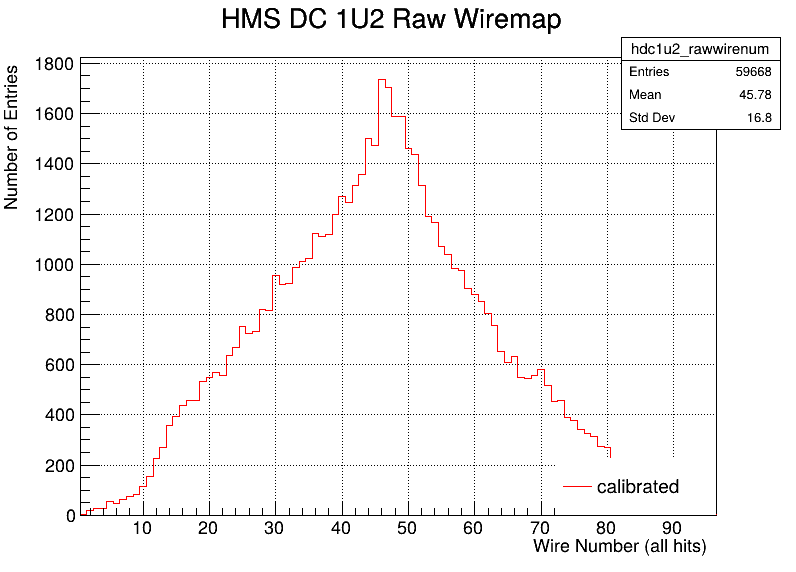 HMS DC 1U2 Raw Wiremap
hdc1u2_rawwirenum
Entries 59668
Mean 45.78
Std Dev 16.8
Number of Entries
1800
1600
1400
1200
1000
800
600
400
200
0
calibrated
10 20 30 40 50 60 70 80 90
Wire Number (all hits)